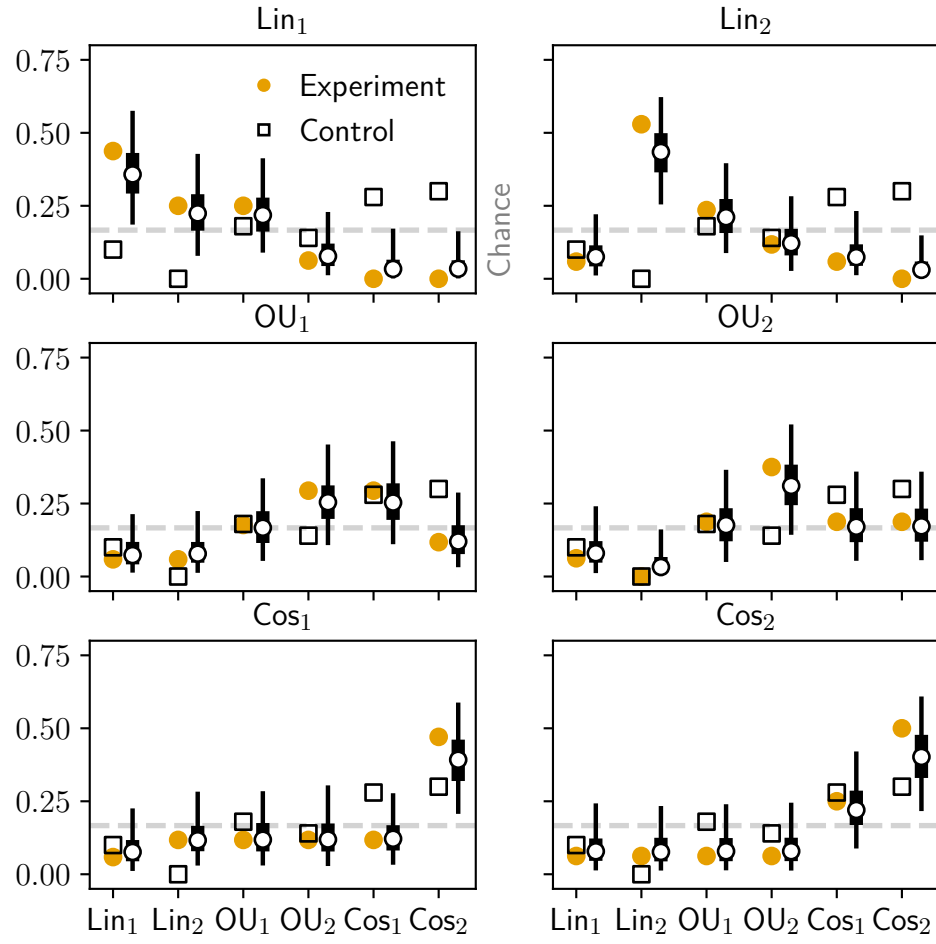 Lin₁
Lin₂
0.75
0.50
0.25
0.00
Experiment
Control
Chance
OU₁
OU₂
0.75
0.50
0.25
0.00
Cos₁
Cos₂
0.75
0.50
0.25
0.00
Lin₁ Lin₂ OU₁ OU₂ Cos₁ Cos₂
Lin₁ Lin₂ OU₁ OU₂ Cos₁ Cos₂